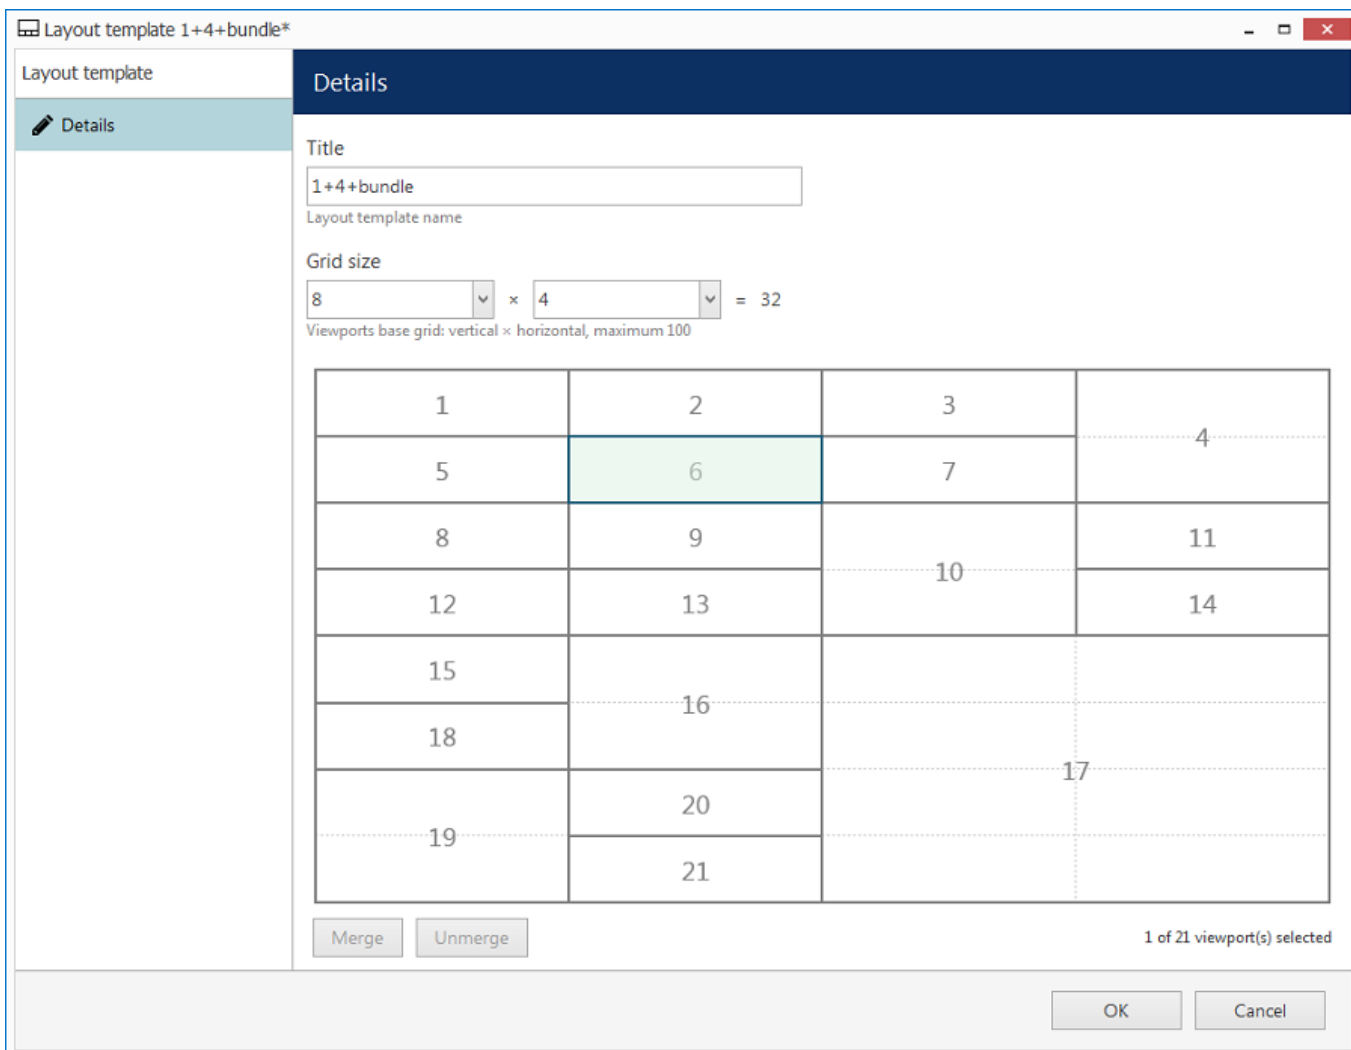 Layout template 1+4+bundle*
Layout template
Details
Details
Title
1+4+bundle
Layout template name
Grid size
8 × 4 = 32
Viewports base grid: vertical × horizontal, maximum 100
1 2 3 4
5 6 7
8 9 10 11
12 13 14
15 16 17
18
19 20
21
Merge Unmerge 1 of 21 viewport(s) selected
OK Cancel